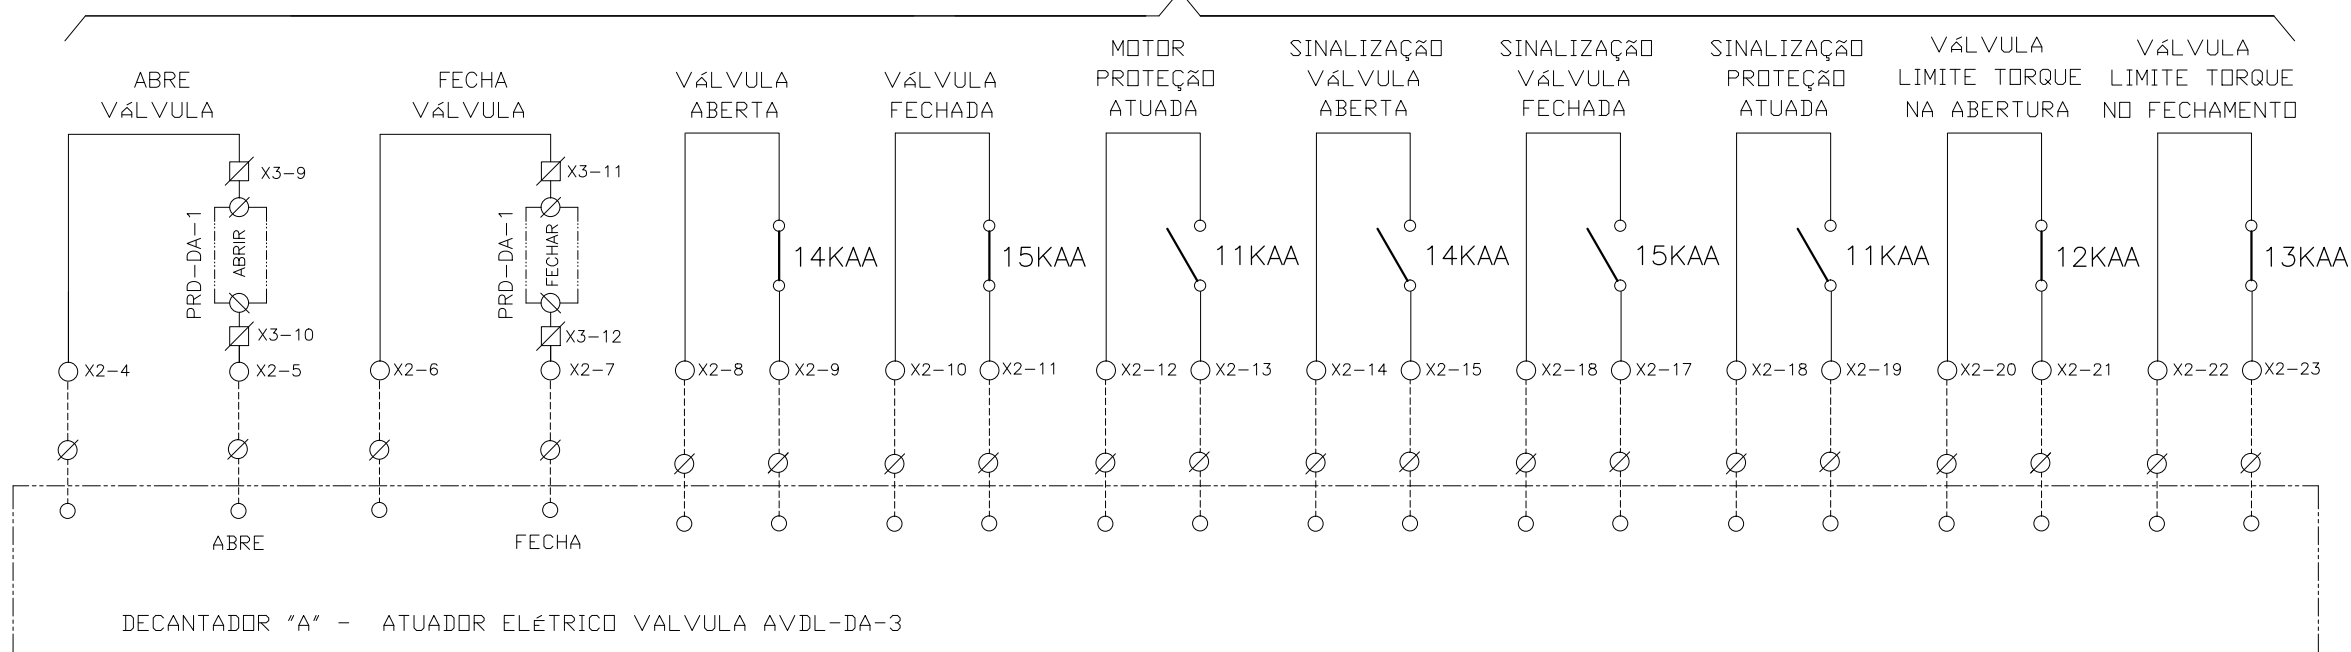 ABRE
VáLVULA
FECHA
VáLVULA
VáLVULA
ABERTA
VáLVULA
FECHADA
MOTOR
PROTEÇãO
ATUADA
SINALIZAÇãO
VáLVULA
ABERTA
SINALIZAÇãO
VáLVULA
FECHADA
SINALIZAÇãO
PROTEÇãO
ATUADA
VáLVULA
LIMITE TORQUE
NA ABERTURA
VáLVULA
LIMITE TORQUE
NO FECHAMENTO
X3-9
X3-11
PRD-DA-1
ABRIR
PRD-DA-1
FECHAR
14KAA
15KAA
11KAA
14KAA
15KAA
11KAA
12KAA
13KAA
X3-10
X3-12
X2-4
X2-5
X2-6
X2-7
X2-8
X2-9
X2-10
X2-11
X2-12
X2-13
X2-14
X2-15
X2-18
X2-17
X2-18
X2-19
X2-20
X2-21
X2-22
X2-23
ABRE
FECHA
DECANTADOR "A" - ATUADOR ELéTRICO VALVULA AVDL-DA-3